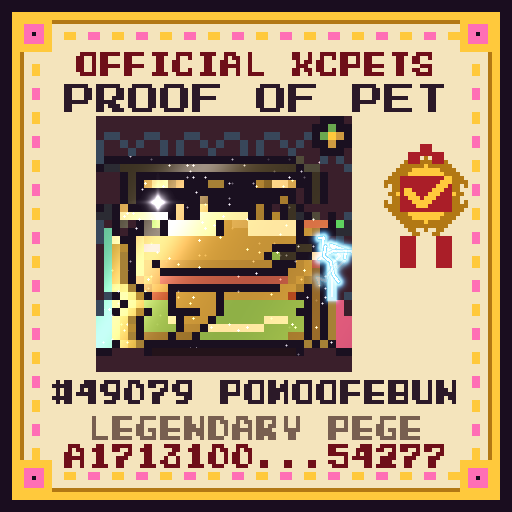 OFFICIAL XCPETS
PROOF OF PET
#49079 POMOOFEBUN
LEGENDARY PEGE
A1713100...54277